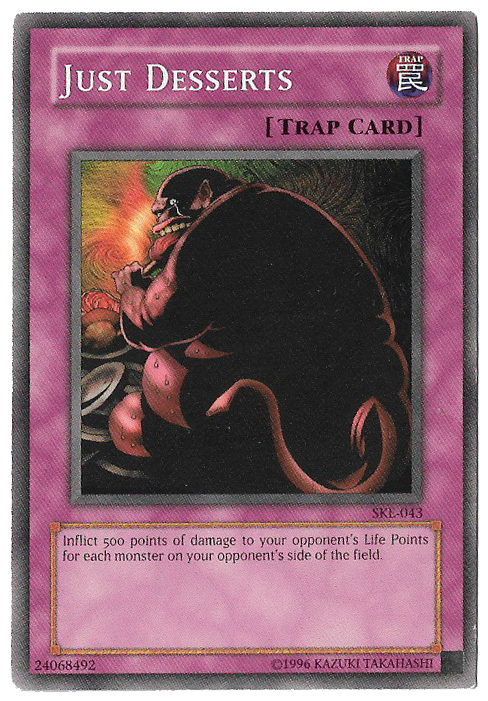 JUST DESSERTS
TRAP
罠
[TRAP CARD]
SKE-043
Inflict 500 points of damage to your opponent's Life Points
for each monster on your opponent's side of the field.
24068492
©1996 KAZUKI TAKAHASHI